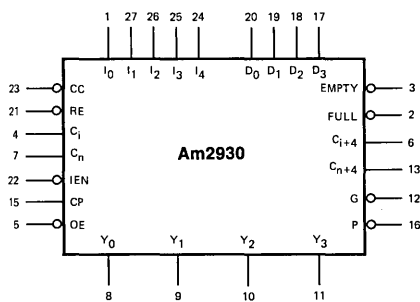 1 27 26 25 24 20 19 18 17
I0 I1 I2 I3 I4 D0 D1 D2 D3
23 CC EMPTY 3
21 RE FULL 2
4 Ci Ci+4 6
7 Cn Cn+4 13
Am2930
22 IEN G 12
15 CP P 16
5 OE
Y0 Y1 Y2 Y3
8 9 10 11